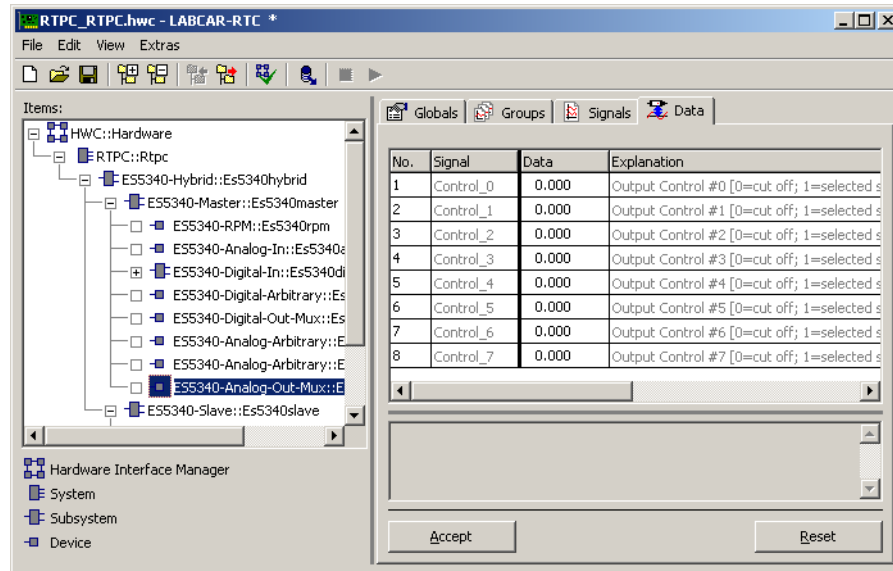 RTPC_RTPC.hwc - LABCAR-RTC *
File Edit View Extras
Items:
HWC::Hardware
RTPC::Rtpc
ES5340-Hybrid::Es5340hybrid
ES5340-Master::Es5340master
ES5340-RPM::Es5340rpm
ES5340-Analog-In::Es5340a
ES5340-Digital-In::Es5340di
ES5340-Digital-Arbitrary::Es
ES5340-Digital-Out-Mux::Es
ES5340-Analog-Arbitrary::E
ES5340-Analog-Arbitrary::E
ES5340-Analog-Out-Mux::E
ES5340-Slave::Es5340slave
Hardware Interface Manager
System
Subsystem
Device
Globals Groups Signals Data
No. Signal Data Explanation
1 Control_0 0.000 Output Control #0 [0=cut off; 1=selected s
2 Control_1 0.000 Output Control #1 [0=cut off; 1=selected s
3 Control_2 0.000 Output Control #2 [0=cut off; 1=selected s
4 Control_3 0.000 Output Control #3 [0=cut off; 1=selected s
5 Control_4 0.000 Output Control #4 [0=cut off; 1=selected s
6 Control_5 0.000 Output Control #5 [0=cut off; 1=selected s
7 Control_6 0.000 Output Control #6 [0=cut off; 1=selected s
8 Control_7 0.000 Output Control #7 [0=cut off; 1=selected s
Accept Reset